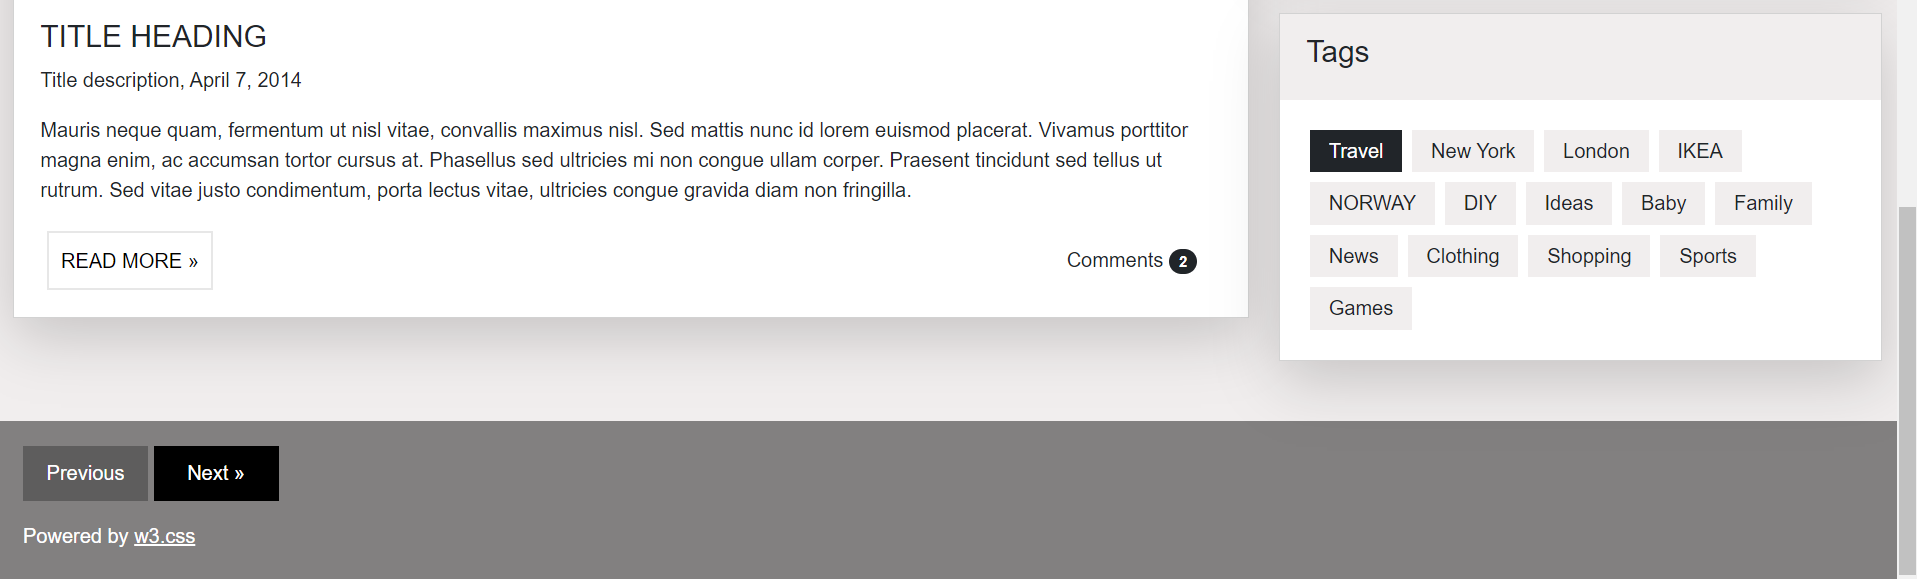 TITLE HEADING
Title description, April 7, 2014
Mauris neque quam, fermentum ut nisl vitae, convallis maximus nisl. Sed mattis nunc id lorem euismod placerat. Vivamus porttitor
magna enim, ac accumsan tortor cursus at. Phasellus sed ultricies mi non congue ullam corper. Praesent tincidunt sed tellus ut
rutrum. Sed vitae justo condimentum, porta lectus vitae, ultricies congue gravida diam non fringilla.
READ MORE »
Comments 2
Tags
Travel New York London IKEA
NORWAY DIY Ideas Baby Family
News Clothing Shopping Sports
Games
Previous Next »
Powered by w3.css